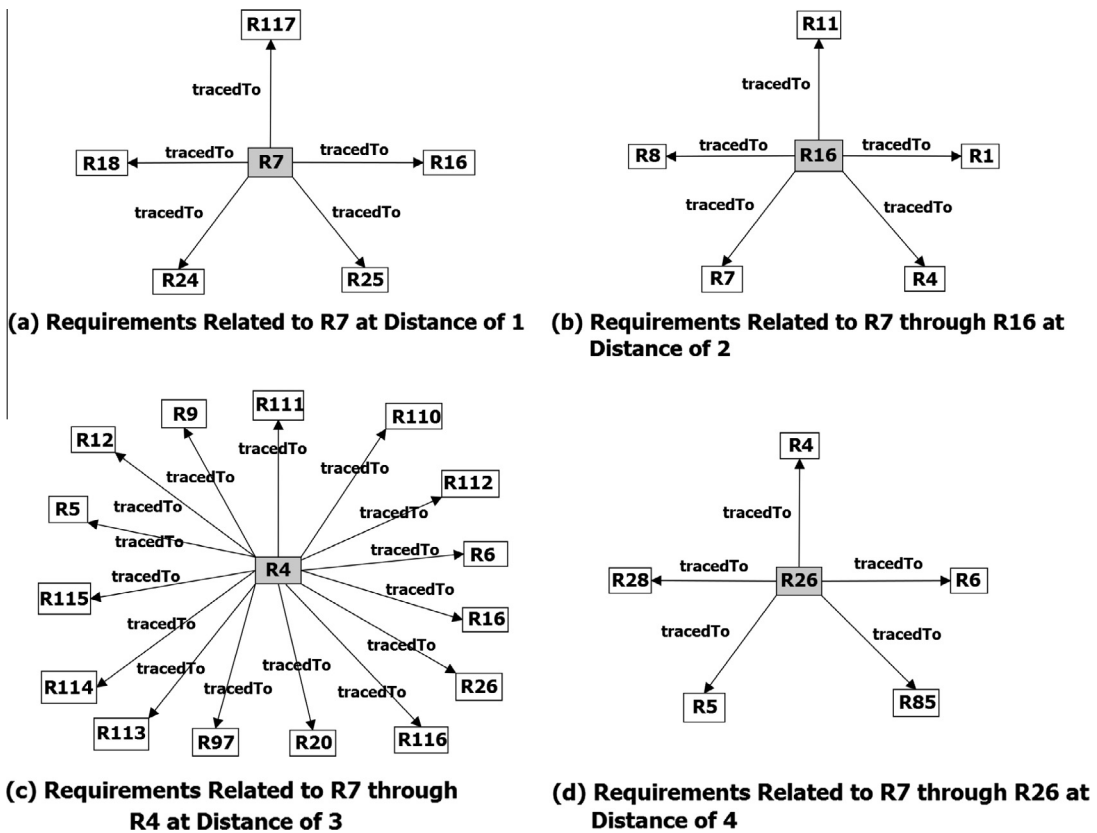 R117
tracedTo
R18
tracedTo
R7
tracedTo
R16
tracedTo
tracedTo
R24
R25
(a) Requirements Related to R7 at Distance of 1
R11
tracedTo
R8
tracedTo
R16
tracedTo
R1
tracedTo
tracedTo
R7
R4
(b) Requirements Related to R7 through R16 at
Distance of 2
R111
R9
R110
R12
tracedTo
tracedTo
tracedTo
R112
R5
tracedTo
tracedTo
tracedTo
tracedTo
R6
R4
tracedTo
R115
tracedTo
R16
tracedTo
tracedTo
R114
tracedTo
tracedTo
tracedTo
R26
tracedTo
tracedTo
R113
R97
R20
R116
(c) Requirements Related to R7 through
R4 at Distance of 3
R4
tracedTo
R28
tracedTo
R26
tracedTo
R6
tracedTo
tracedTo
R5
R85
(d) Requirements Related to R7 through R26 at
Distance of 4